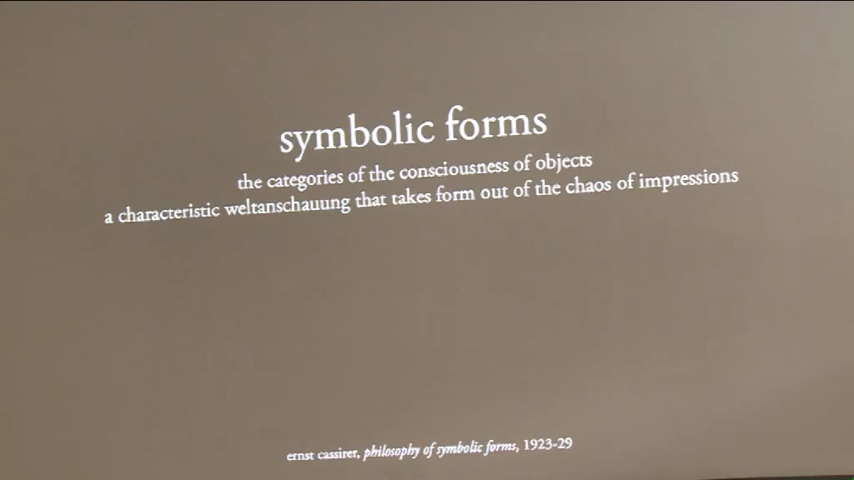 symbolic forms
the categories of the consciousness of objects
a characteristic weltanschauung that takes form out of the chaos of impressions
ernst cassirer, philosophy of symbolic forms, 1923-29